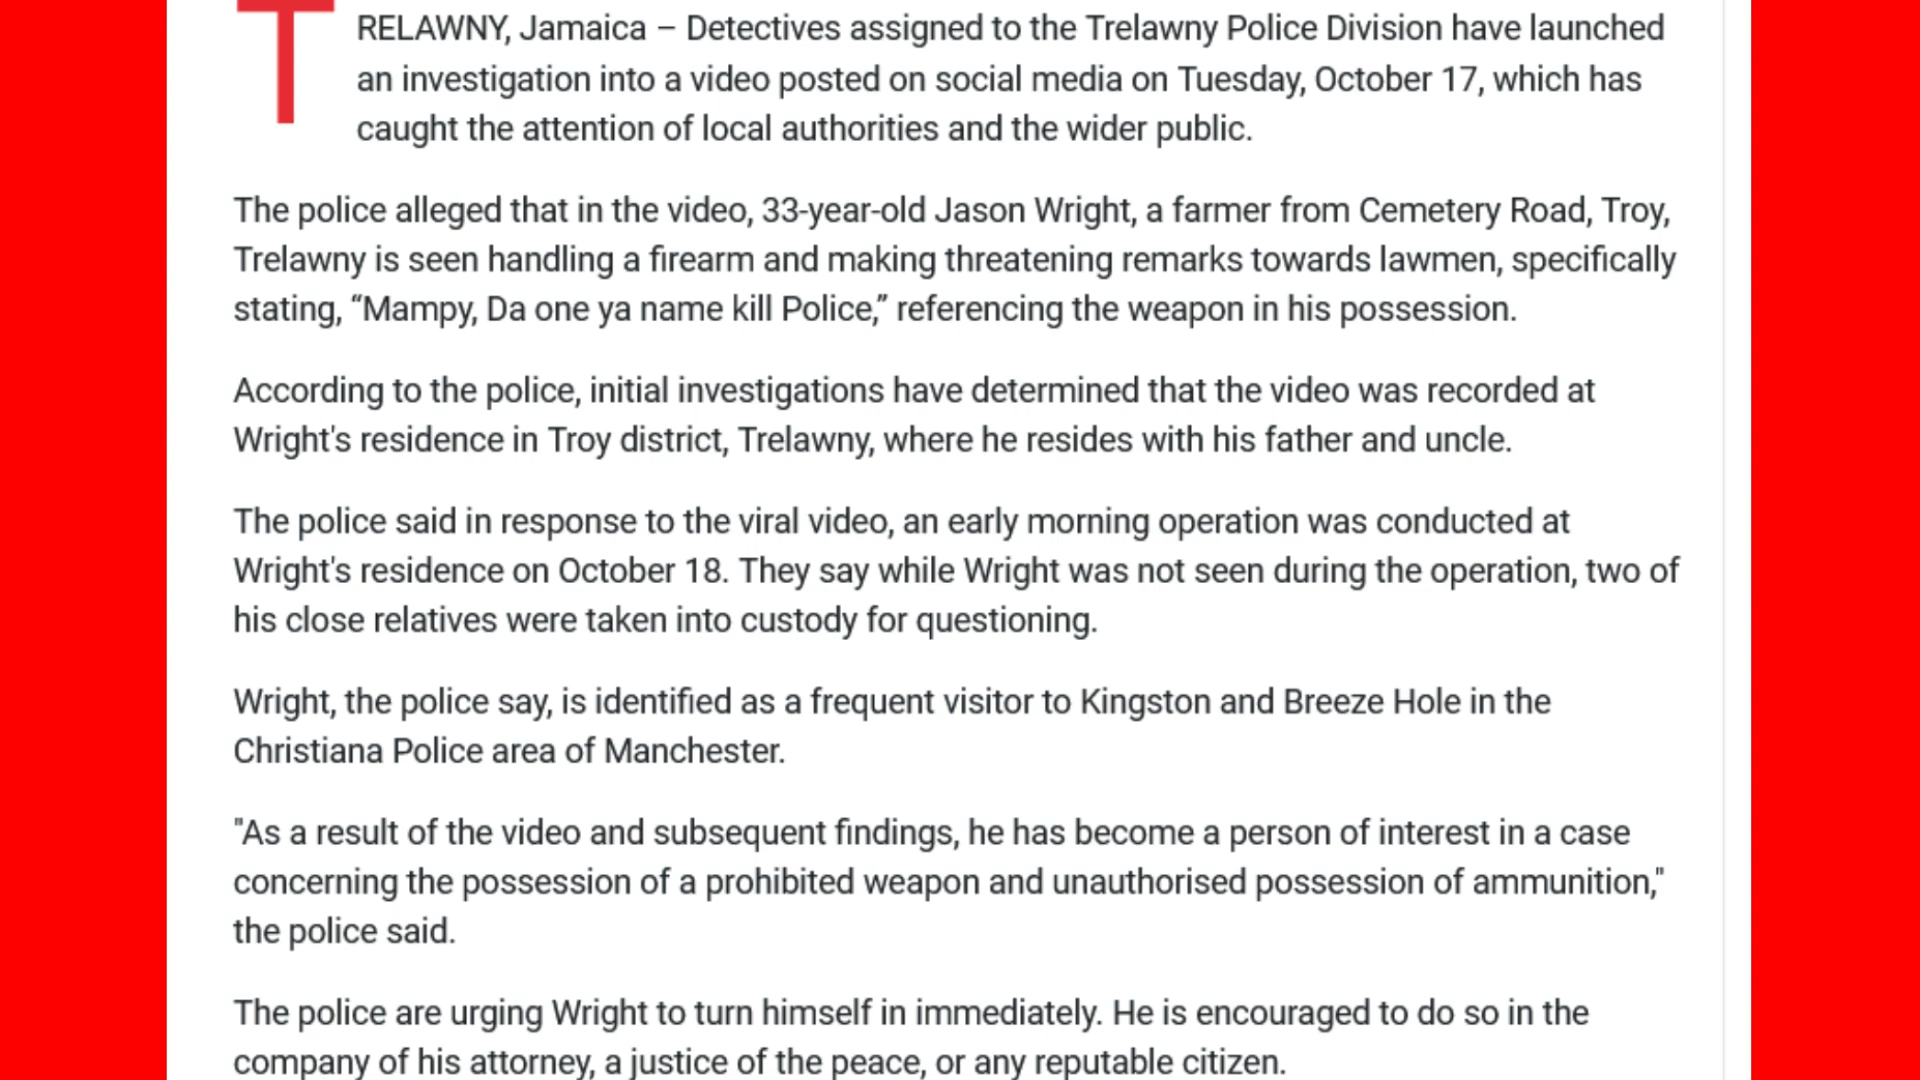 TRELAWNY, Jamaica – Detectives assigned to the Trelawny Police Division have launched
an investigation into a video posted on social media on Tuesday, October 17, which has
caught the attention of local authorities and the wider public.
The police alleged that in the video, 33-year-old Jason Wright, a farmer from Cemetery Road, Troy,
Trelawny is seen handling a firearm and making threatening remarks towards lawmen, specifically
stating, “Mampy, Da one ya name kill Police,” referencing the weapon in his possession.
According to the police, initial investigations have determined that the video was recorded at
Wright's residence in Troy district, Trelawny, where he resides with his father and uncle.
The police said in response to the viral video, an early morning operation was conducted at
Wright's residence on October 18. They say while Wright was not seen during the operation, two of
his close relatives were taken into custody for questioning.
Wright, the police say, is identified as a frequent visitor to Kingston and Breeze Hole in the
Christiana Police area of Manchester.
"As a result of the video and subsequent findings, he has become a person of interest in a case
concerning the possession of a prohibited weapon and unauthorised possession of ammunition,"
the police said.
The police are urging Wright to turn himself in immediately. He is encouraged to do so in the
company of his attorney, a justice of the peace, or any reputable citizen.